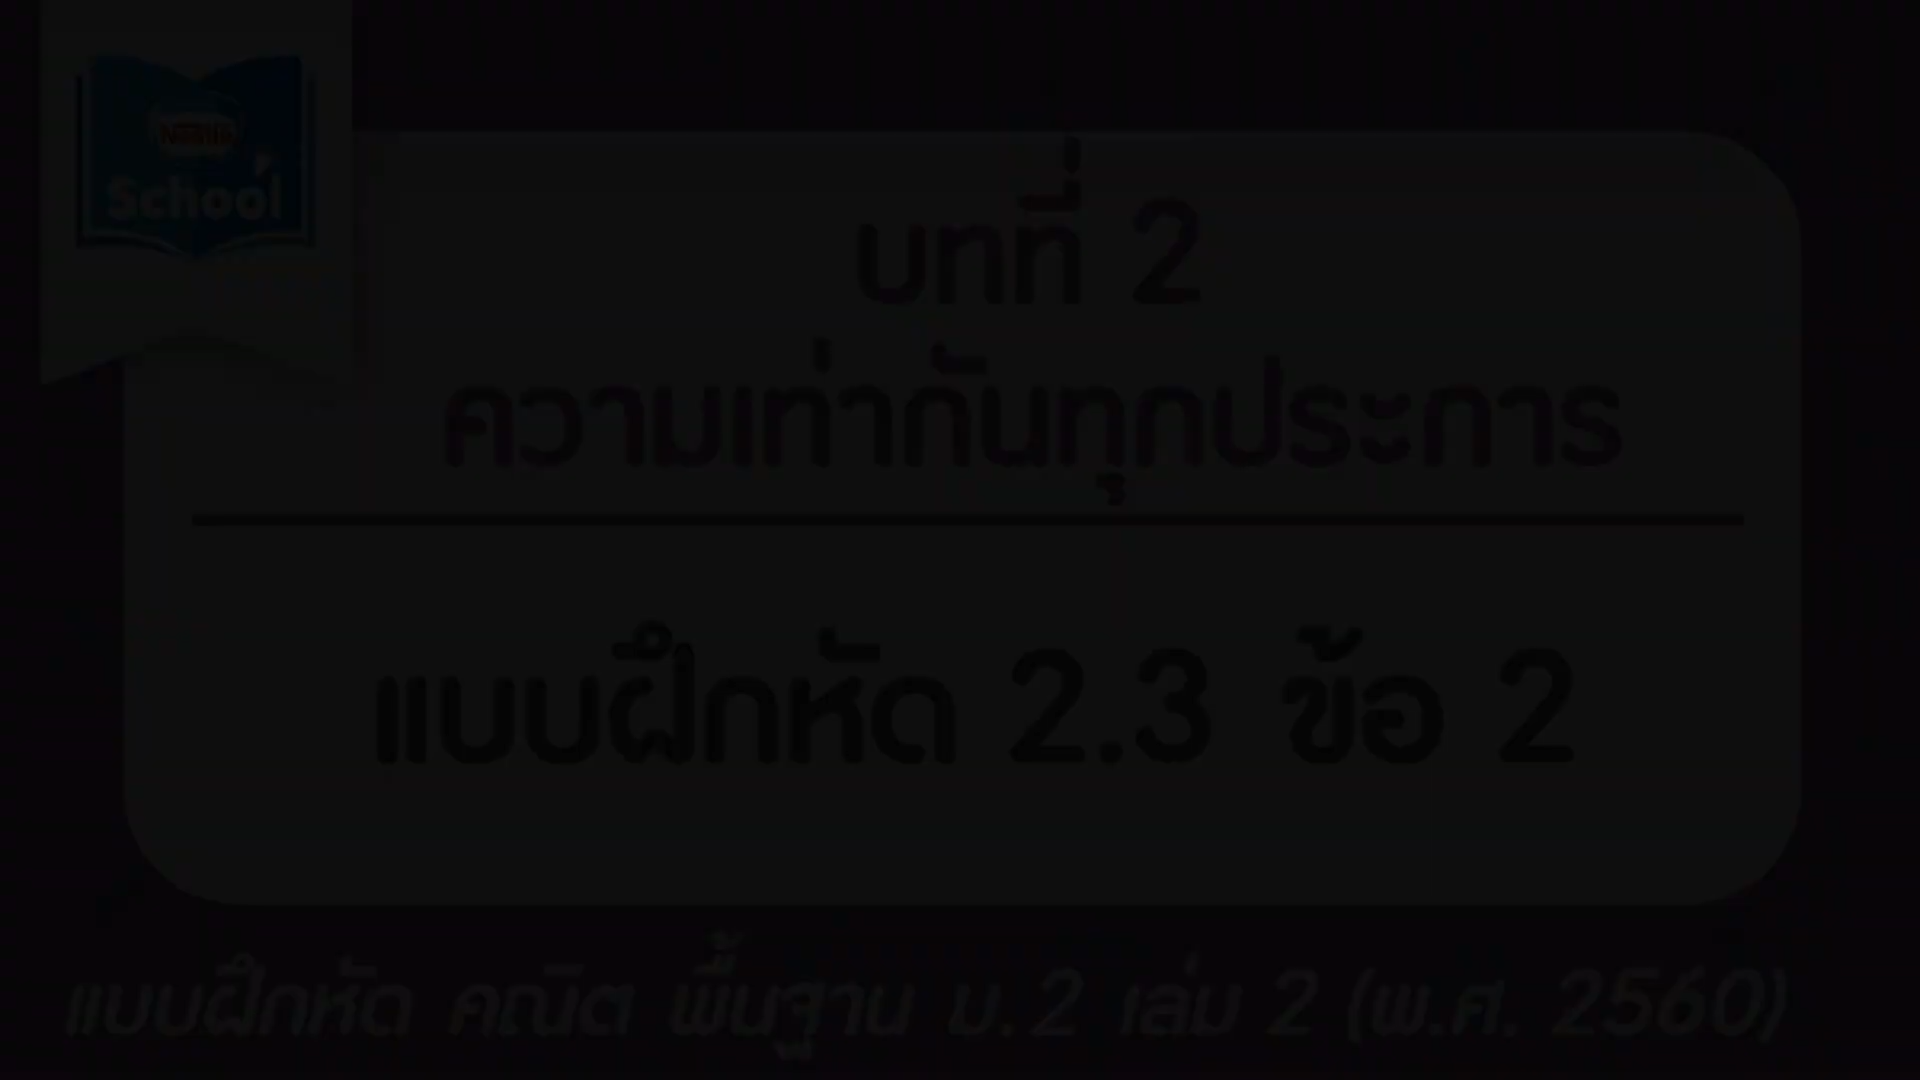 Nestle
School
บทที่ 2
ความเท่ากันทุกประการ
แบบฝึกหัด 2.3 ข้อ 2
แบบฝึกหัด คณิต พื้นฐาน ม.2 เล่ม 2 (พ.ศ. 2560)